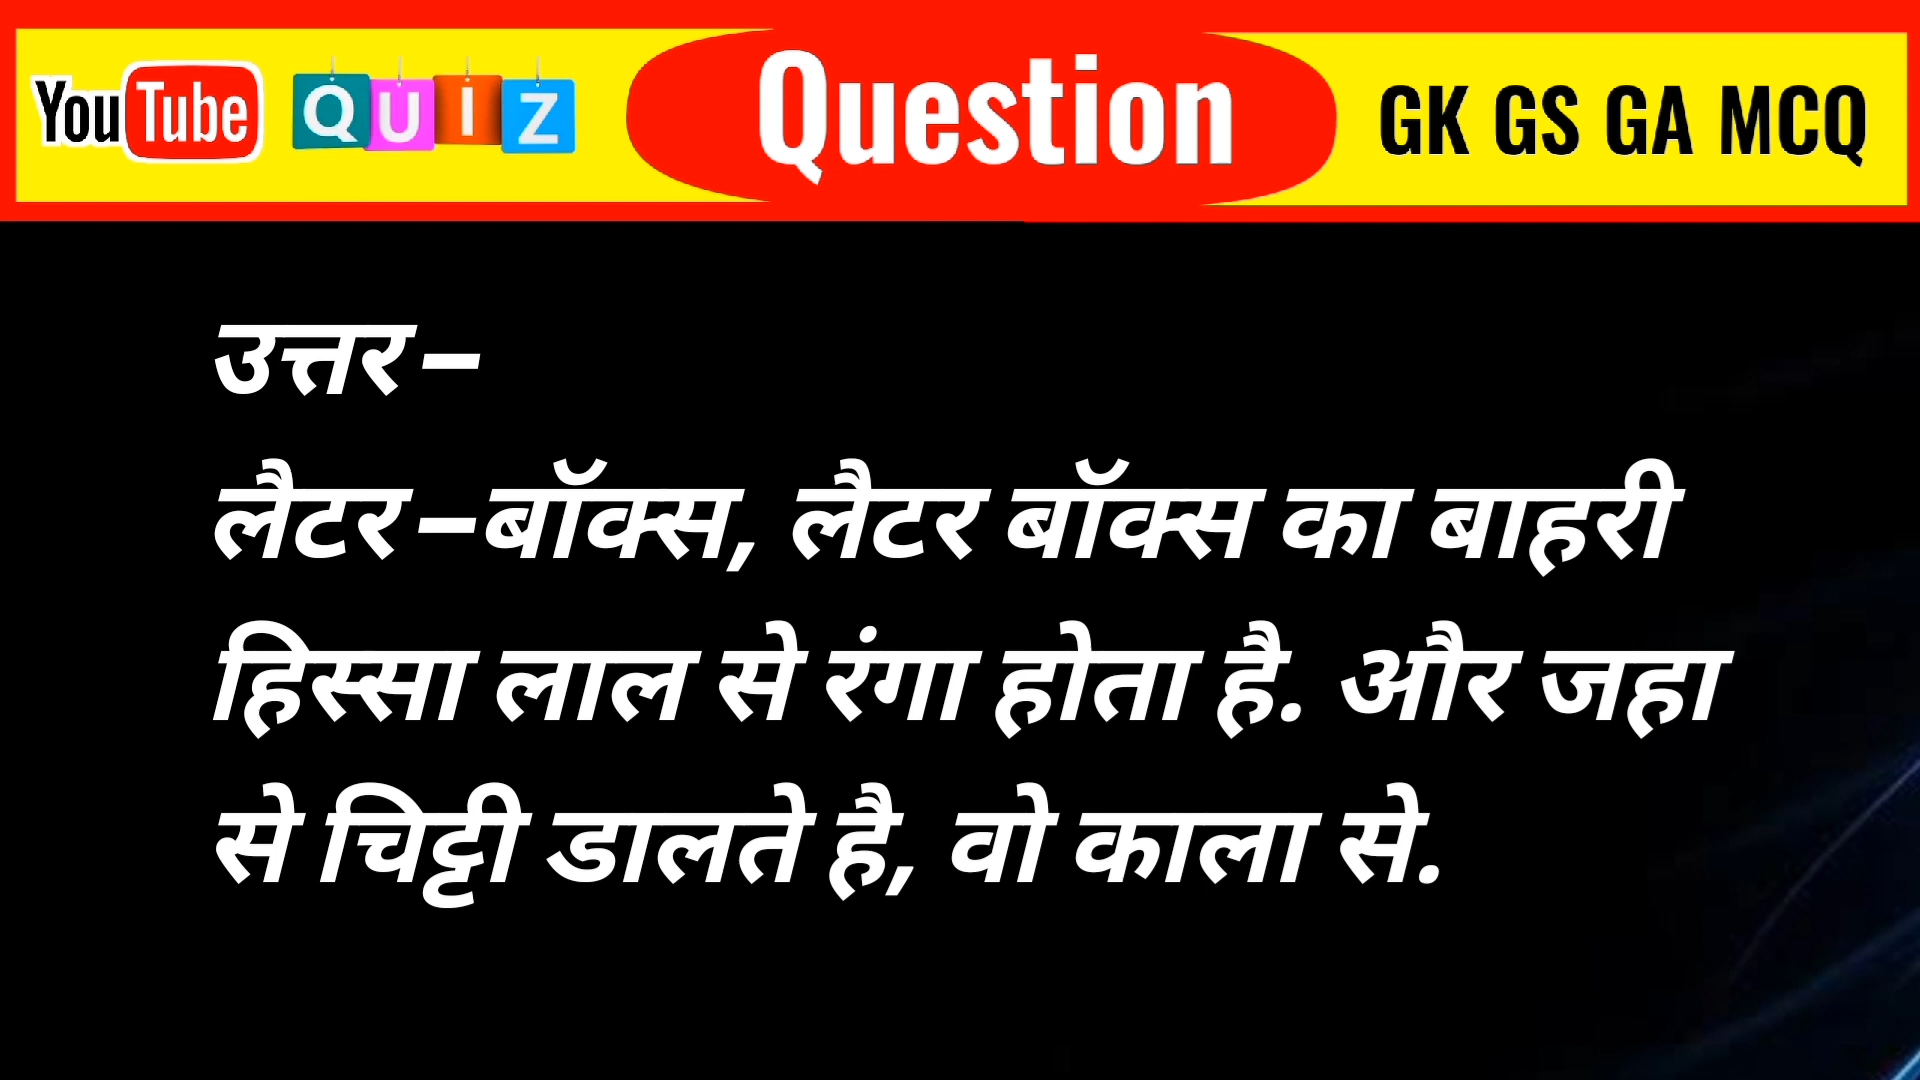 YouTube QUIZ Question GK GS GA MCQ
उत्तर-
लैटर-बॉक्स, लैटर बॉक्स का बाहरी
हिस्सा लाल से रंगा होता है. और जहा
से चिट्टी डालते है, वो काला से.